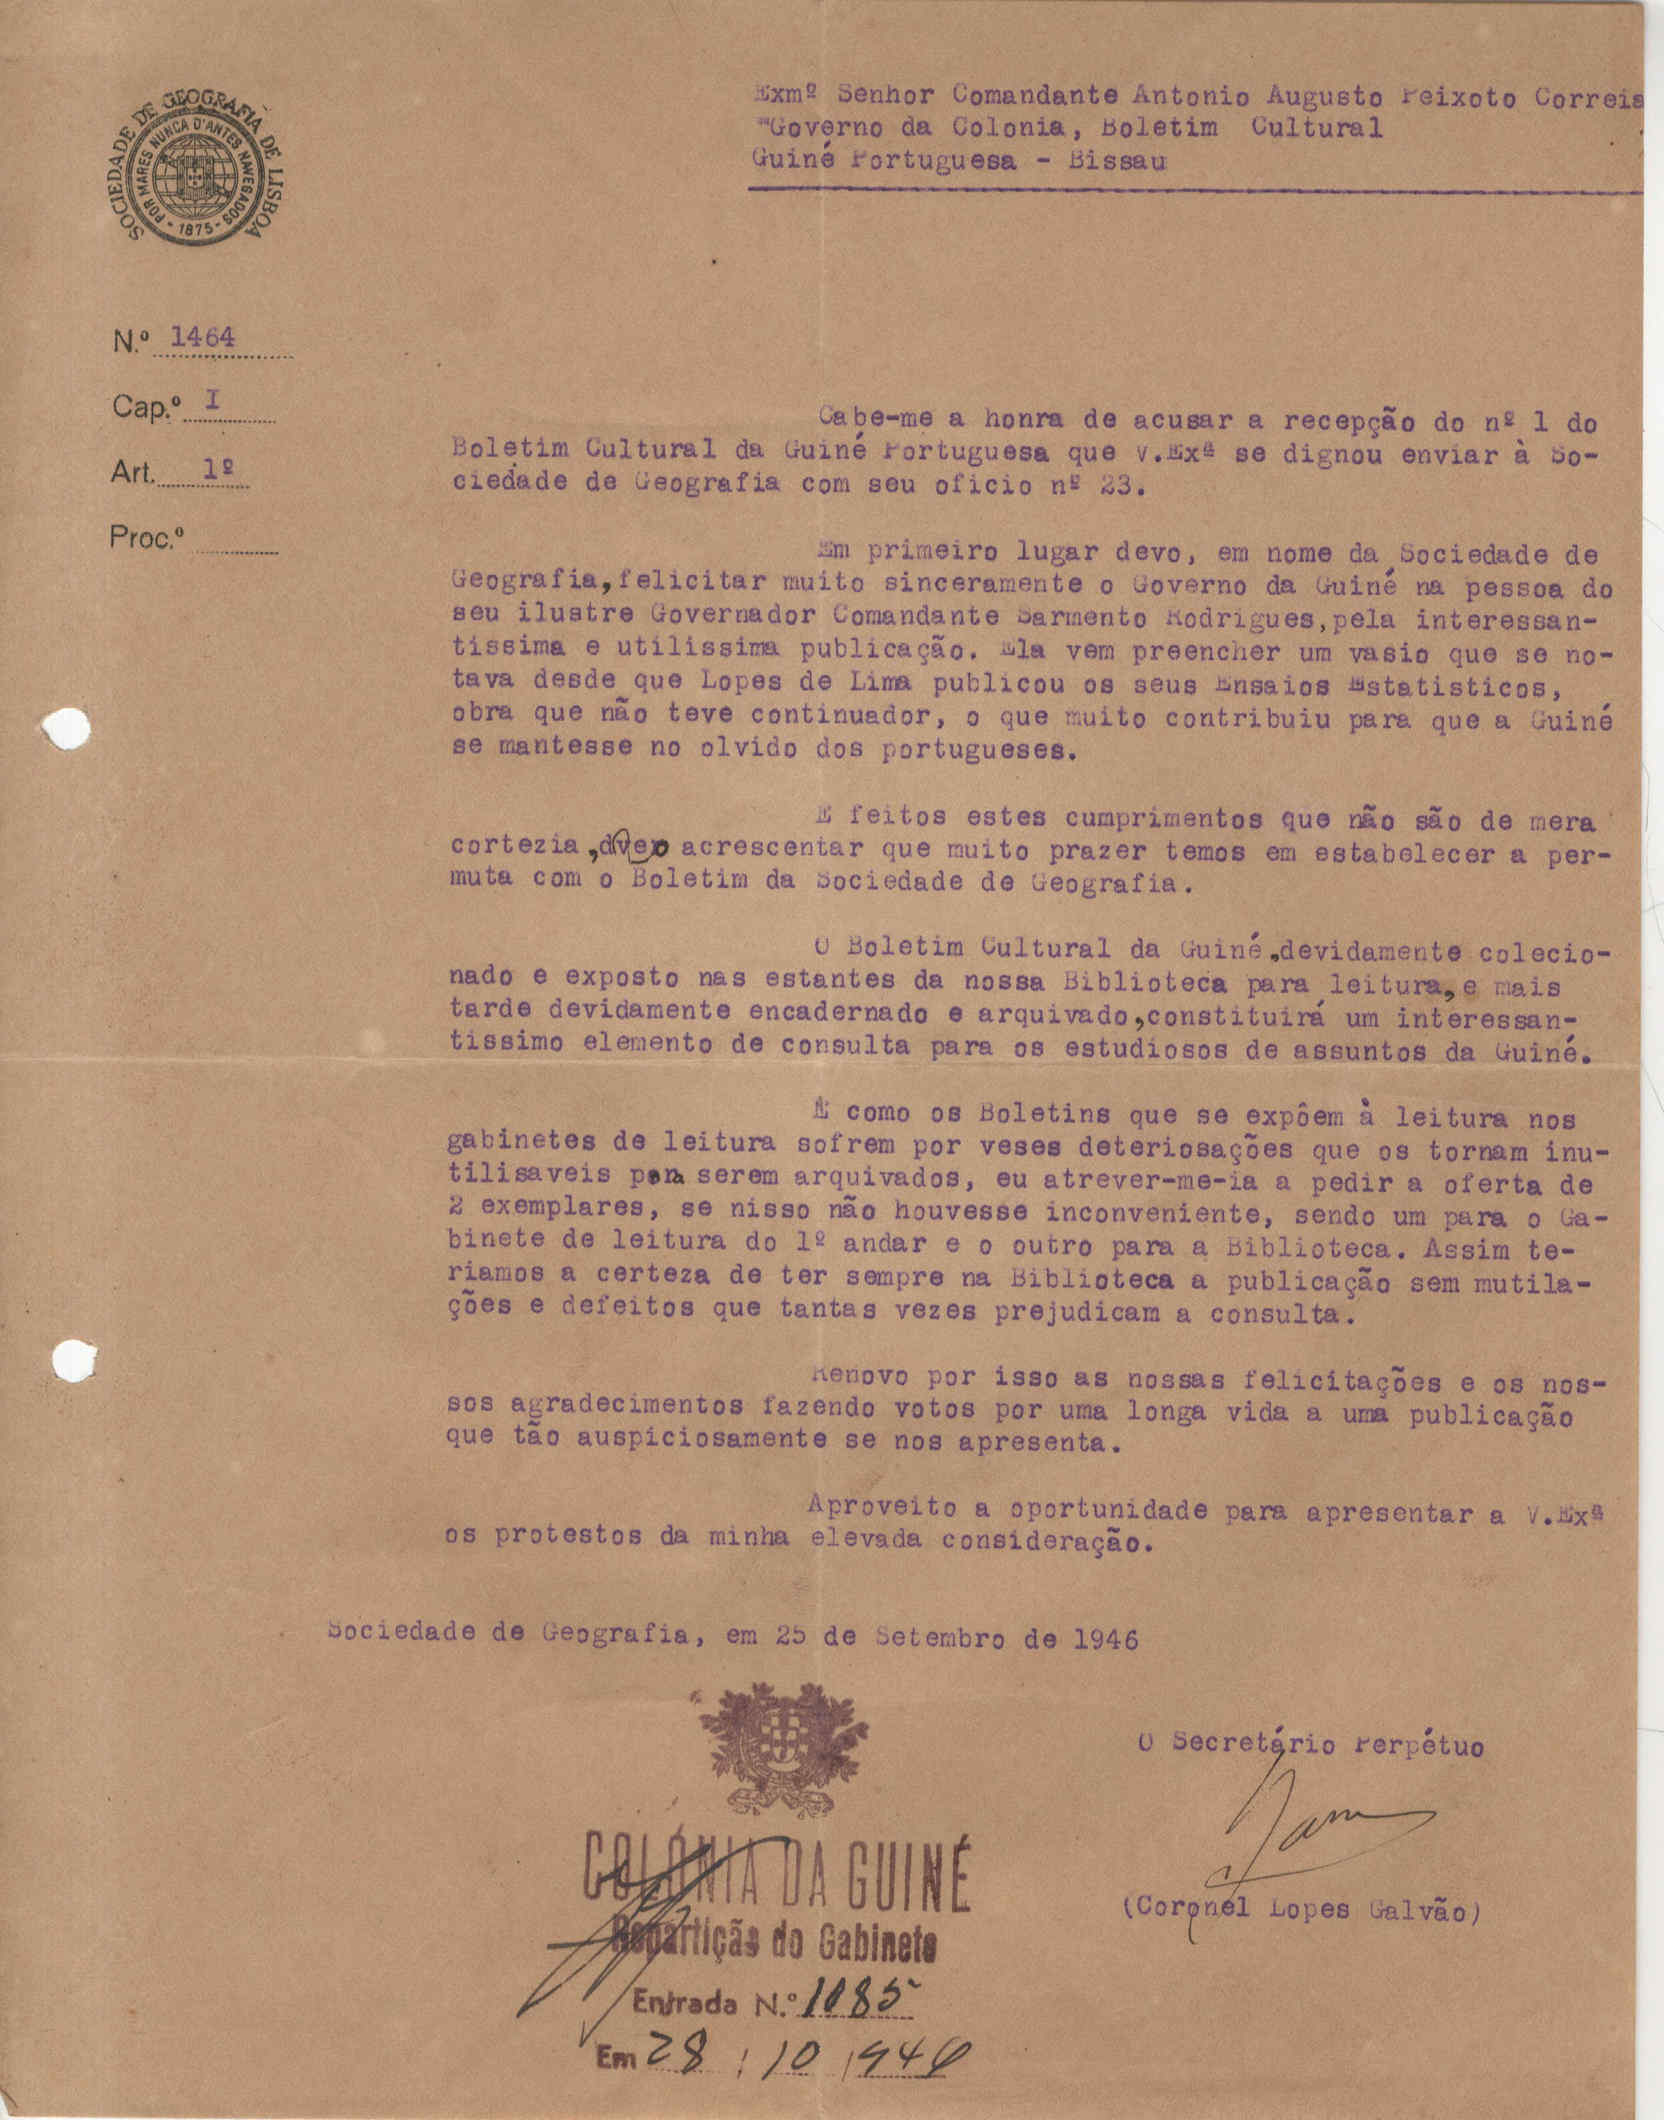 Exmº Senhor Comandante Antonio Augusto Peixoto Correia
"Governo da Colonia, Boletim Cultural
Guiné Portuguesa - Bissau
SOCIEDADE DE GEOGRAFIA DE LISBOA
POR MARES NUNCA D'ANTES NAVEGADOS
- 1875 -
N.º 1464
Cap.º I
Art. 1º
Proc.º
Cabe-me a honra de acusar a recepção do nº 1 do
Boletim Cultural da Guiné Portuguesa que V.Exª se dignou enviar à So-
ciedade de Geografia com seu oficio nº 23.
Em primeiro lugar devo, em nome da Sociedade de
Geografia, felicitar muito sinceramente o Governo da Guiné na pessoa do
seu ilustre Governador Comandante Sarmento Rodrigues, pela interessan-
tissima e utilissima publicação. Ela vem preencher um vasio que se no-
tava desde que Lopes de Lima publicou os seus Ensaios Estatisticos,
obra que não teve continuador, o que muito contribuiu para que a Guiné
se mantesse no olvido dos portugueses.
E feitos estes cumprimentos que não são de mera
cortezia, devo acrescentar que muito prazer temos em estabelecer a per-
muta com o Boletim da Sociedade de Geografia.
O Boletim Cultural da Guiné, devidamente colecio-
nado e exposto nas estantes da nossa Biblioteca para leitura, e mais
tarde devidamente encadernado e arquivado, constituirá um interessan-
tissimo elemento de consulta para os estudiosos de assuntos da Guiné.
E como os Boletins que se expôem à leitura nos
gabinetes de leitura sofrem por veses deteriosações que os tornam inu-
tilisaveis para serem arquivados, eu atrever-me-ia a pedir a oferta de
2 exemplares, se nisso não houvesse inconveniente, sendo um para o Ga-
binete de leitura do 1º andar e o outro para a Biblioteca. Assim te-
riamos a certeza de ter sempre na Biblioteca a publicação sem mutila-
ções e defeitos que tantas vezes prejudicam a consulta.
Renovo por isso as nossas felicitações e os nos-
sos agradecimentos fazendo votos por uma longa vida a uma publicação
que tão auspiciosamente se nos apresenta.
Aproveito a oportunidade para apresentar a V.Exª
os protestos da minha elevada consideração.
Sociedade de Geografia, em 25 de Setembro de 1946
O Secretário Perpétuo
(Coronel Lopes Galvão)
COLÓNIA DA GUINÉ
Repartição do Gabinete
Entrada N.º 1085
Em 28 / 10 / 946